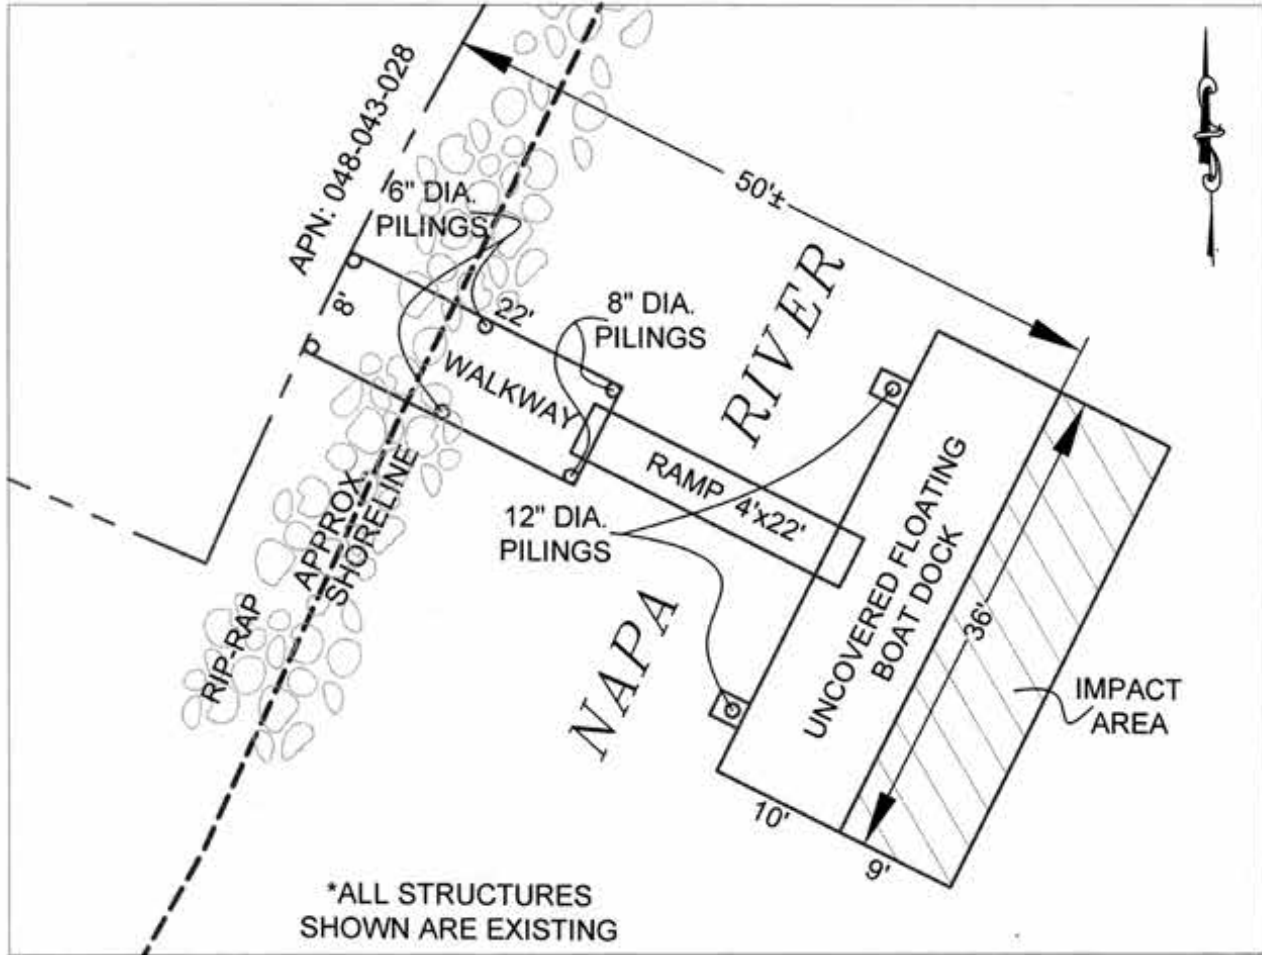 APN: 048-043-028
6" DIA.
PILINGS
50'±
8'
22'
8" DIA.
PILINGS
WALKWAY
RAMP 4'x22'
12" DIA.
PILINGS
NAPA RIVER
UNCOVERED FLOATING
BOAT DOCK
36'
IMPACT
AREA
10'
9'
APPROX.
SHORELINE
RIP-RAP
*ALL STRUCTURES
SHOWN ARE EXISTING